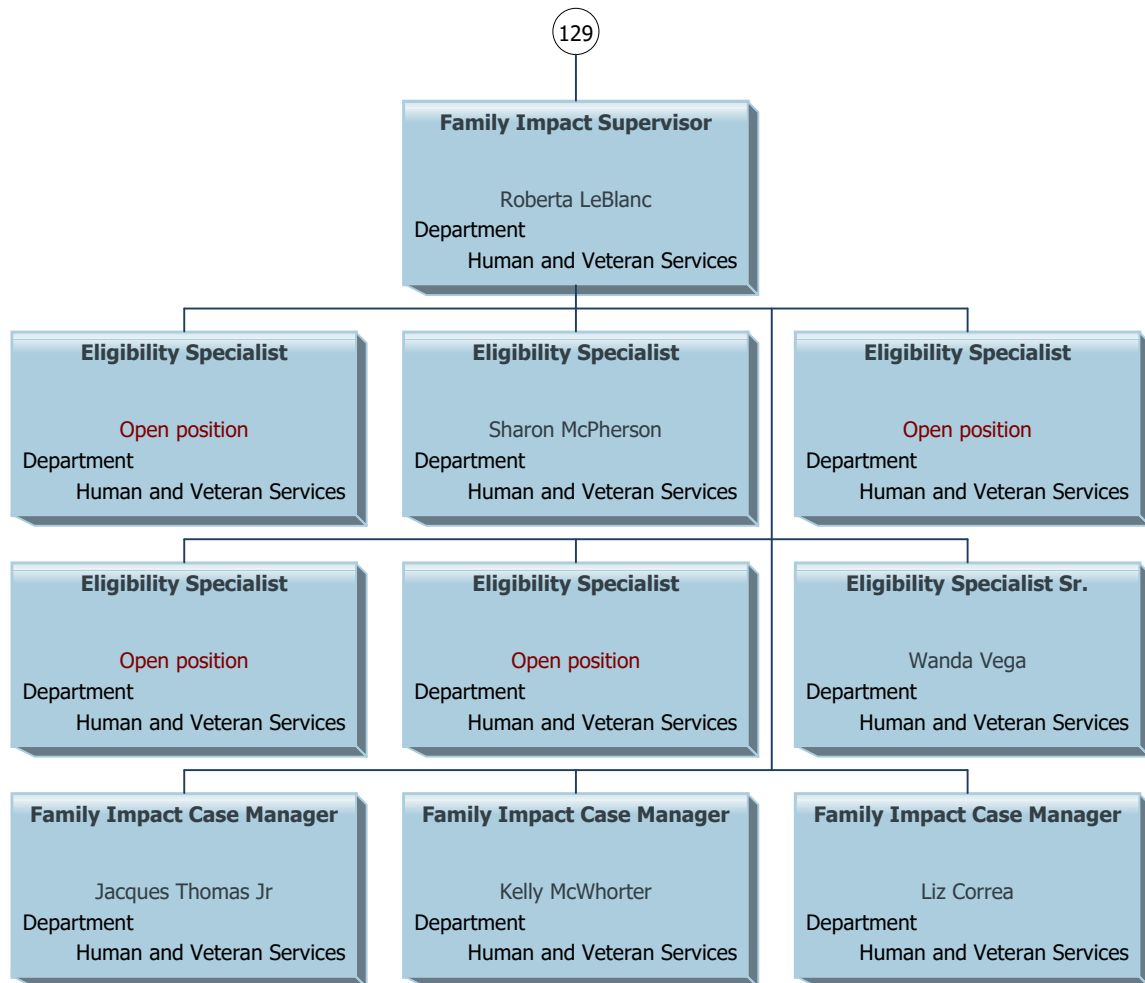 129
Family Impact Supervisor
Roberta LeBlanc
Department
Human and Veteran Services
Eligibility Specialist
Open position
Department
Human and Veteran Services
Eligibility Specialist
Sharon McPherson
Department
Human and Veteran Services
Eligibility Specialist
Open position
Department
Human and Veteran Services
Eligibility Specialist
Open position
Department
Human and Veteran Services
Eligibility Specialist
Open position
Department
Human and Veteran Services
Eligibility Specialist Sr.
Wanda Vega
Department
Human and Veteran Services
Family Impact Case Manager
Jacques Thomas Jr
Department
Human and Veteran Services
Family Impact Case Manager
Kelly McWhorter
Department
Human and Veteran Services
Family Impact Case Manager
Liz Correa
Department
Human and Veteran Services